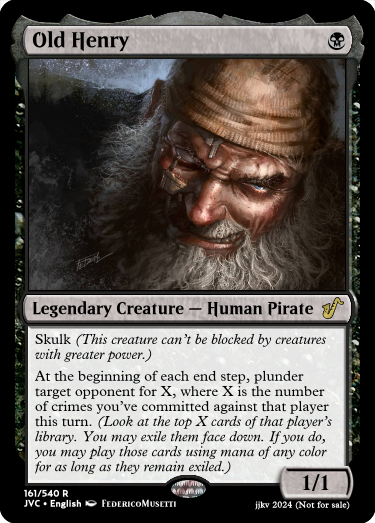 Old Henry
Legendary Creature — Human Pirate
Skulk (This creature can't be blocked by creatures
with greater power.)
At the beginning of each end step, plunder
target opponent for X, where X is the number
of crimes you've committed against that player
this turn. (Look at the top X cards of that player's
library. You may exile them face down. If you do,
you may play those cards using mana of any color
for as long as they remain exiled.)
1/1
161/540 R
JVC • English FedericoMusetti
jjkv 2024 (Not for sale)